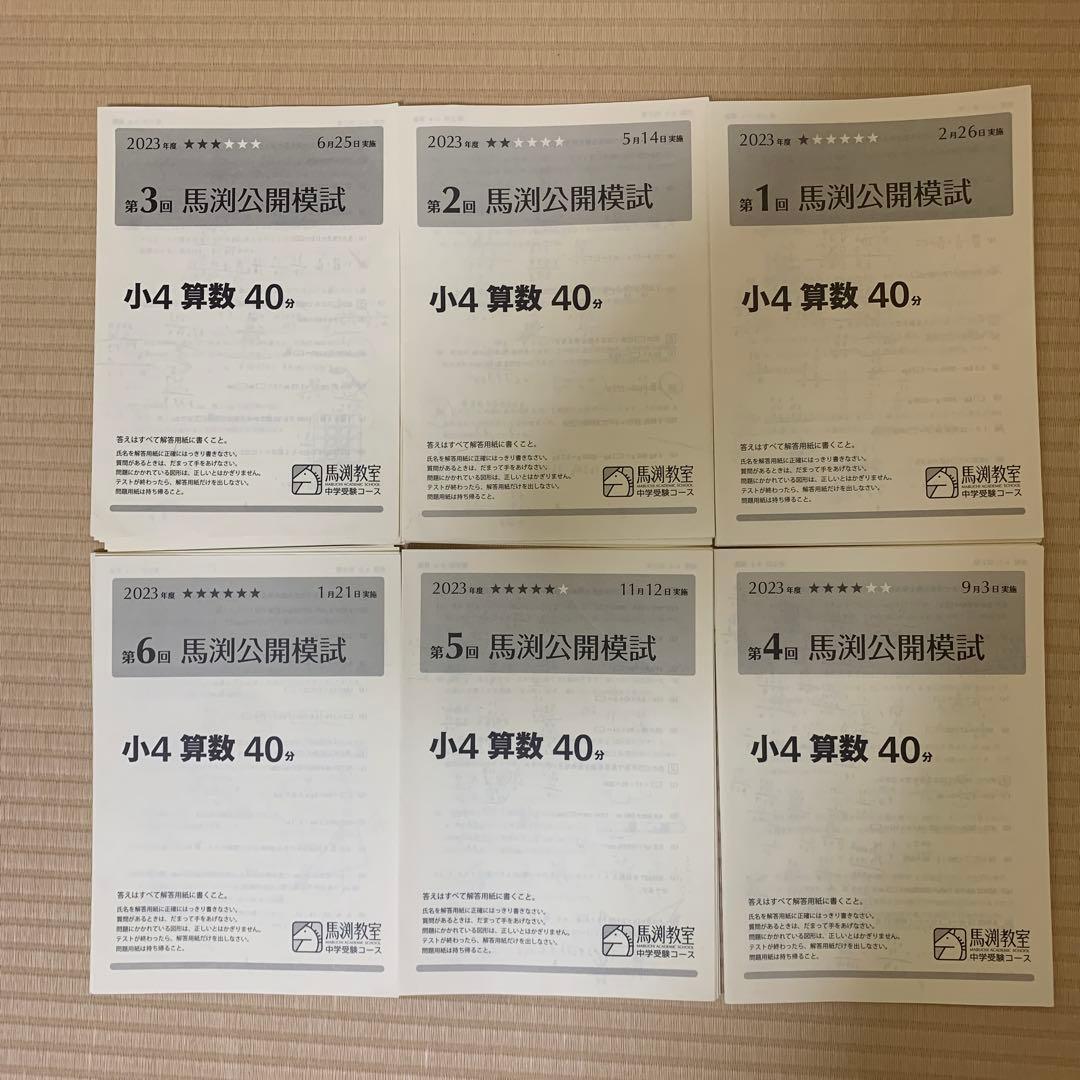 2023年度 ★★★★★★ 6月25日実施
第3回 馬渕公開模試
小4 算数 40分
答えはすべて解答用紙に書くこと。
氏名を解答用紙に正確にはっきり書きなさい。
質問があるときは、だまって手をあげなさい。
問題にかかれている図形は、正しいとはかぎりません。
テストが終わったら、解答用紙だけを出しなさい。
問題用紙は持ち帰ること。
馬渕教室
MABUCHI ACADEMIC SCHOOL
中学受験コース
2023年度 ★★★★★★ 5月14日実施
第2回 馬渕公開模試
小4 算数 40分
答えはすべて解答用紙に書くこと。
氏名を解答用紙に正確にはっきり書きなさい。
質問があるときは、だまって手をあげなさい。
問題にかかれている図形は、正しいとはかぎりません。
テストが終わったら、解答用紙だけを出しなさい。
問題用紙は持ち帰ること。
馬渕教室
MABUCHI ACADEMIC SCHOOL
中学受験コース
2023年度 ★★★★★★ 2月26日実施
第1回 馬渕公開模試
小4 算数 40分
答えはすべて解答用紙に書くこと。
氏名を解答用紙に正確にはっきり書きなさい。
質問があるときは、だまって手をあげなさい。
問題にかかれている図形は、正しいとはかぎりません。
テストが終わったら、解答用紙だけを出しなさい。
問題用紙は持ち帰ること。
馬渕教室
MABUCHI ACADEMIC SCHOOL
中学受験コース
2023年度 ★★★★★★ 1月21日実施
第6回 馬渕公開模試
小4 算数 40分
答えはすべて解答用紙に書くこと。
氏名を解答用紙に正確にはっきり書きなさい。
質問があるときは、だまって手をあげなさい。
問題にかかれている図形は、正しいとはかぎりません。
テストが終わったら、解答用紙だけを出しなさい。
問題用紙は持ち帰ること。
馬渕教室
MABUCHI ACADEMIC SCHOOL
中学受験コース
2023年度 ★★★★★★ 11月12日実施
第5回 馬渕公開模試
小4 算数 40分
答えはすべて解答用紙に書くこと。
氏名を解答用紙に正確にはっきり書きなさい。
質問があるときは、だまって手をあげなさい。
問題にかかれている図形は、正しいとはかぎりません。
テストが終わったら、解答用紙だけを出しなさい。
問題用紙は持ち帰ること。
馬渕教室
MABUCHI ACADEMIC SCHOOL
中学受験コース
2023年度 ★★★★★★ 9月3日実施
第4回 馬渕公開模試
小4 算数 40分
答えはすべて解答用紙に書くこと。
氏名を解答用紙に正確にはっきり書きなさい。
質問があるときは、だまって手をあげなさい。
問題にかかれている図形は、正しいとはかぎりません。
テストが終わったら、解答用紙だけを出しなさい。
問題用紙は持ち帰ること。
馬渕教室
MABUCHI ACADEMIC SCHOOL
中学受験コース